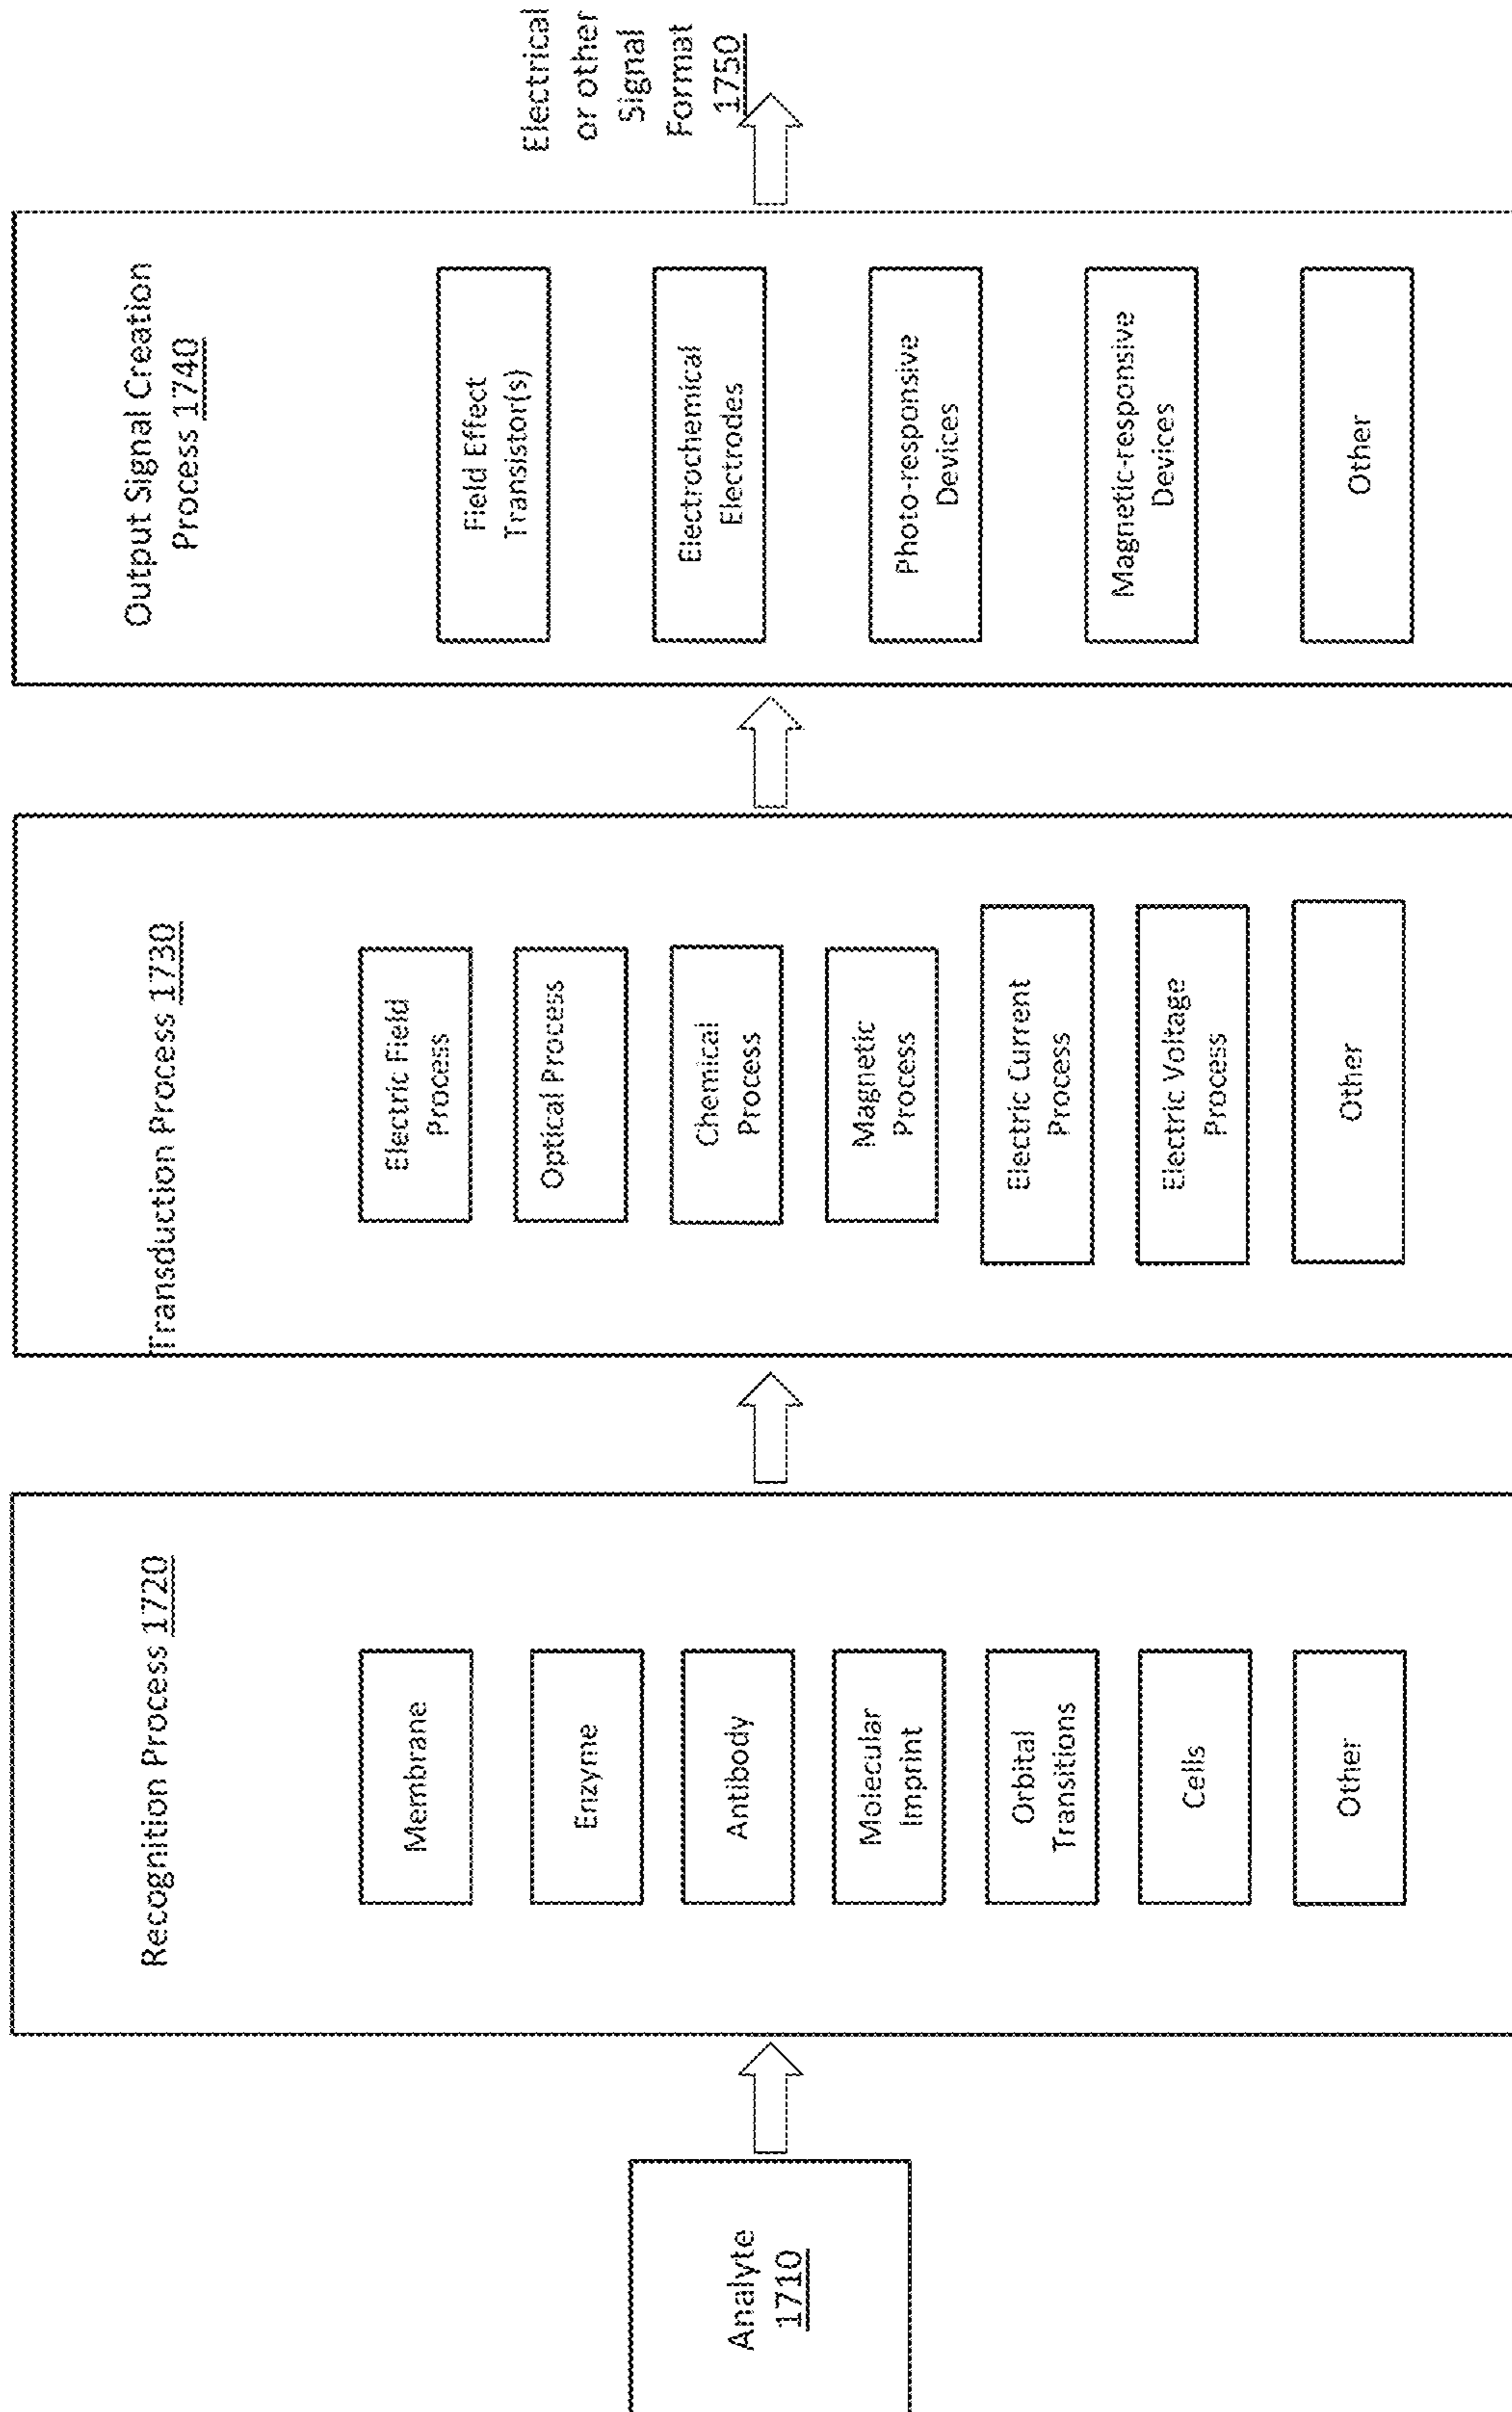 Analyte
1710
Recognition Process 1720
Membrane
Enzyme
Antibody
Molecular
Imprint
Orbital
Transitions
Cells
Other
Transduction Process 1730
Electric Field
Process
Optical Process
Chemical
Process
Magnetic
Process
Electric Current
Process
Electric Voltage
Process
Other
Output Signal Creation
Process 1740
Field Effect
Transistor(s)
Electrochemical
Electrodes
Photo-responsive
Devices
Magnetic-responsive
Devices
Other
Electrical
or other
Signal
Format
1750